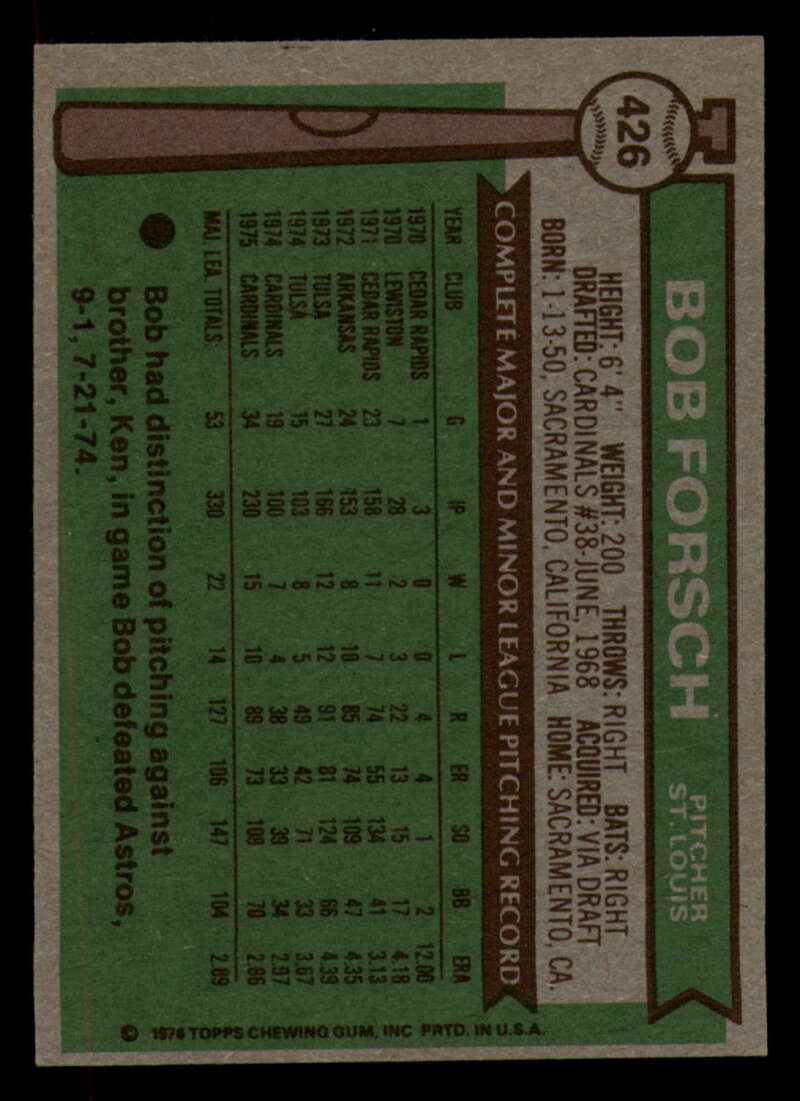 426
BOB FORSCH
PITCHER
ST. LOUIS
HEIGHT: 6' 4" WEIGHT: 200 THROWS: RIGHT BATS: RIGHT
DRAFTED: CARDINALS #38-JUNE, 1968 ACQUIRED: VIA DRAFT
BORN: 1-13-50, SACRAMENTO, CALIFORNIA HOME: SACRAMENTO, CA.
COMPLETE MAJOR AND MINOR LEAGUE PITCHING RECORD
YEAR CLUB G IP W L R ER SO BB ERA
1970 CEDAR RAPIDS 1 3 0 0 4 4 1 2 12.00
1970 LEWISTON 7 28 2 3 22 13 15 17 4.18
1971 CEDAR RAPIDS 23 158 11 7 74 55 134 41 3.13
1972 ARKANSAS 24 153 8 10 85 74 109 47 4.35
1973 TULSA 27 166 12 12 91 81 124 66 4.39
1974 TULSA 15 103 8 5 49 42 71 33 3.67
1974 CARDINALS 19 100 7 4 38 33 39 34 2.97
1975 CARDINALS 34 230 15 10 89 73 108 70 2.86
MAJ. LEA. TOTALS 53 330 22 14 127 106 147 104 2.89
Bob had distinction of pitching against
brother, Ken, in game Bob defeated Astros,
9-1, 7-21-74.
© 1976 TOPPS CHEWING GUM, INC PRTD. IN U.S.A.